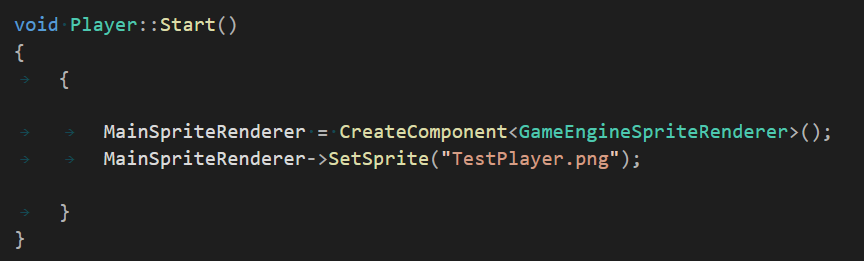 void Player::Start()
{
{
MainSpriteRenderer = CreateComponent<GameEngineSpriteRenderer>();
MainSpriteRenderer->SetSprite("TestPlayer.png");
}
}